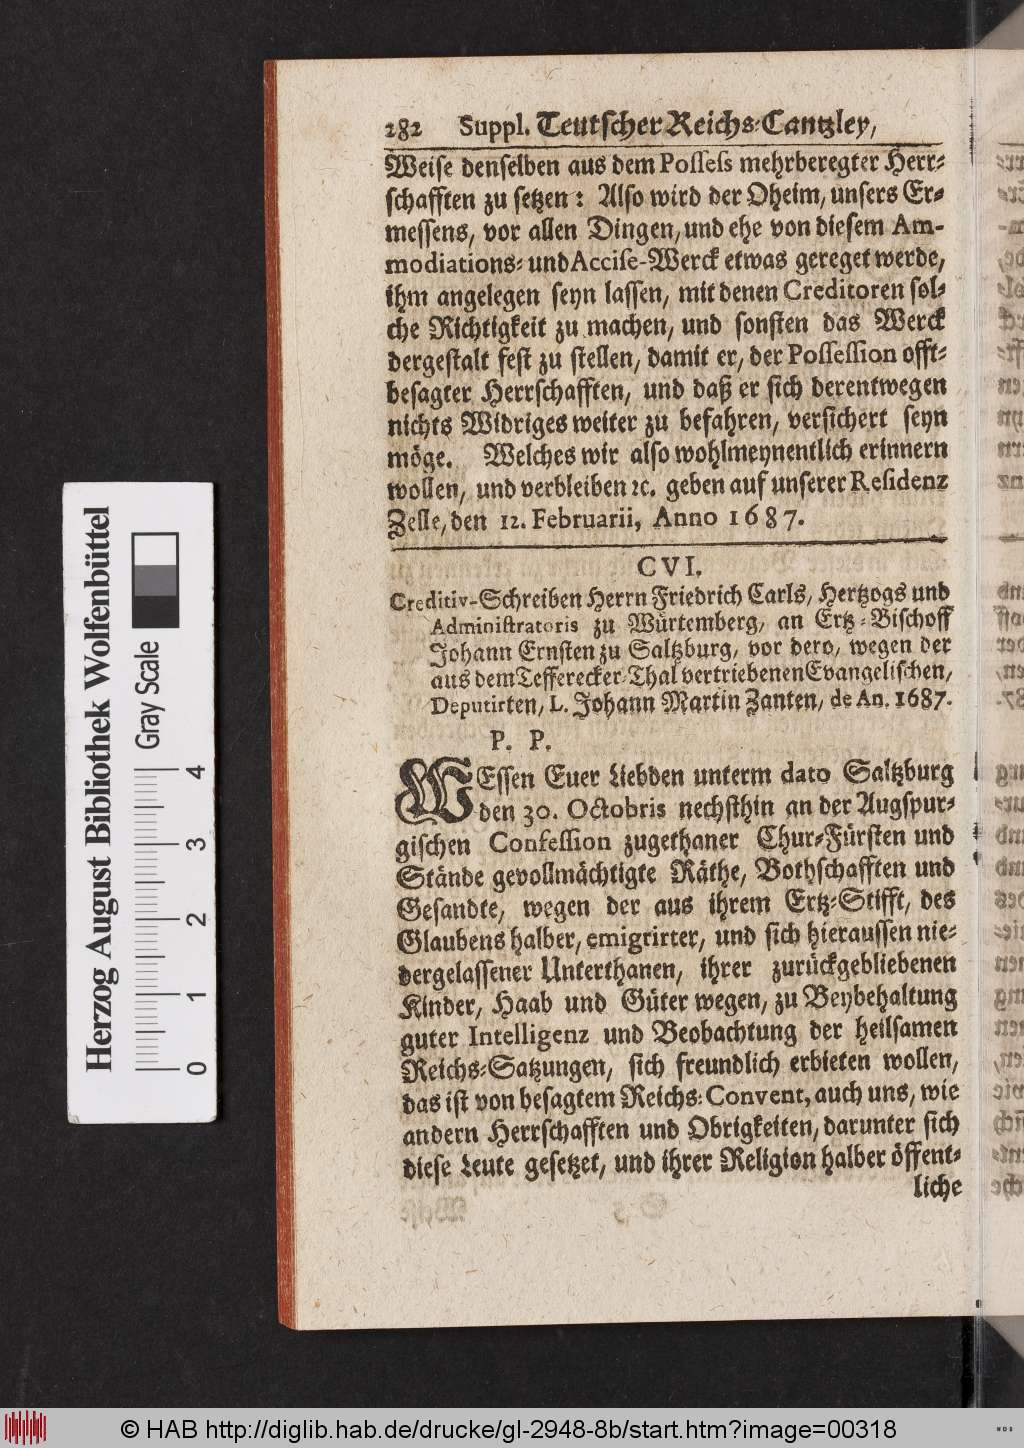 282 Suppl. Teutscher Reichs-Cantzley,
Weise denselben aus dem Possess mehrberegter Herr-
schafften zu setzen: Also wird der Oheim, unsers Er-
messens, vor allen Dingen, und ehe von diesem Am-
modiations- und Accise-Werck etwas gereget werde,
ihm angelegen seyn lassen, mit denen Creditoren sol-
che Richtigkeit zu machen, und sonsten das Werck
dergestalt fest zu stellen, damit er, der Possession offt-
besagter Herrschafften, und daß er sich derentwegen
nichts Widriges weiter zu befahren, versichert seyn
möge. Welches wir also wohlmeynentlich erinnern
wollen, und verbleiben ꝛc. geben auf unserer Residenz
Zelle, den 12. Februarii, Anno 1687.
CVI.
Creditiv-Schreiben Herrn Friedrich Carls, Hertzogs und
Administratoris zu Würtemberg, an Ertz-Bischoff
Johann Ernsten zu Saltzburg, vor dero, wegen der
aus dem Tefferecker-Thal vertriebenen Evangelischen,
Deputirten, L. Johann Martin Zanten, de An. 1687.
P. P.
WEssen Euer Liebden unterm dato Saltzburg
den 30. Octobris nechsthin an der Augspur-
gischen Confession zugethaner Chur-Fürsten und
Stände gevollmächtigte Räthe, Bothschafften und
Gesandte, wegen der aus ihrem Ertz-Stifft, des
Glaubens halber, emigrirter, und sich hieraussen nie-
dergelassener Unterthanen, ihrer zurückgebliebenen
Kinder, Haab und Güter wegen, zu Beybehaltung
guter Intelligenz und Beobachtung der heilsamen
Reichs-Satzungen, sich freundlich erbieten wollen,
das ist von besagtem Reichs-Convent, auch uns, wie
andern Herrschafften und Obrigkeiten, darunter sich
diese Leute gesetzet, und ihrer Religion halber öffent-
liche
Herzog August Bibliothek Wolfenbüttel
Gray Scale
4
3
2
1
0
© HAB http://diglib.hab.de/drucke/gl-2948-8b/start.htm?image=00318